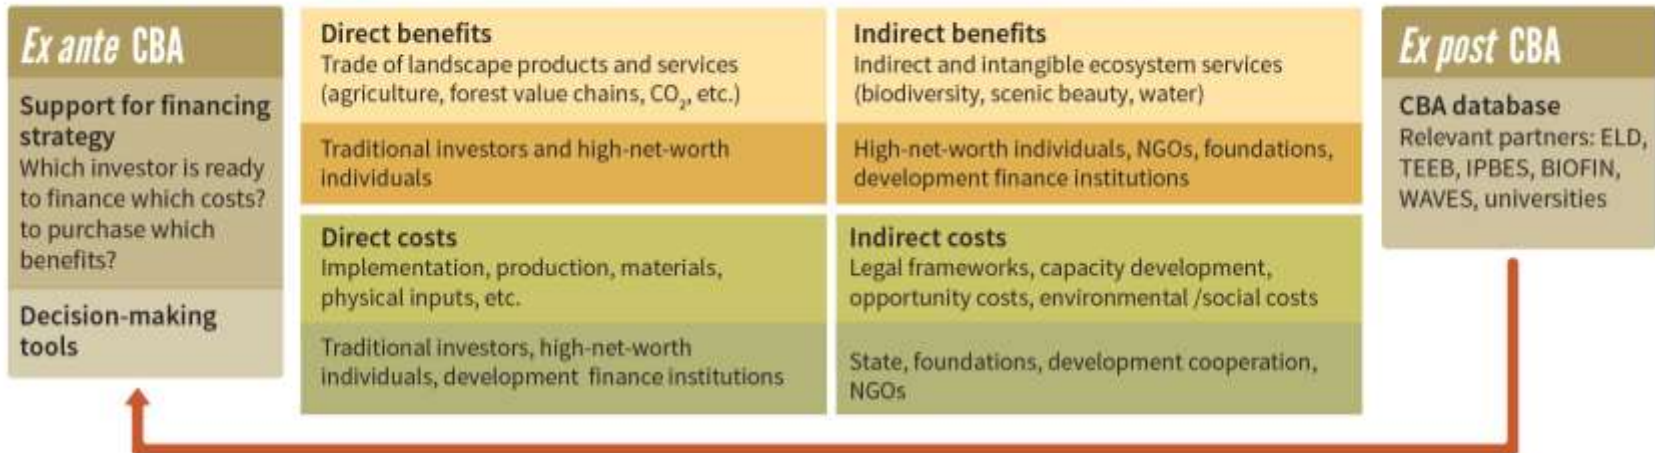 Ex ante CBA
Support for financing
strategy
Which investor is ready
to finance which costs?
to purchase which
benefits?
Decision-making
tools
Direct benefits
Trade of landscape products and services
(agriculture, forest value chains, CO₂, etc.)
Traditional investors and high-net-worth
individuals
Indirect benefits
Indirect and intangible ecosystem services
(biodiversity, scenic beauty, water)
High-net-worth individuals, NGOs, foundations,
development finance institutions
Direct costs
Implementation, production, materials,
physical inputs, etc.
Traditional investors, high-net-worth
individuals, development finance institutions
Indirect costs
Legal frameworks, capacity development,
opportunity costs, environmental /social costs
State, foundations, development cooperation,
NGOs
Ex post CBA
CBA database
Relevant partners: ELD,
TEEB, IPBES, BIOFIN,
WAVES, universities